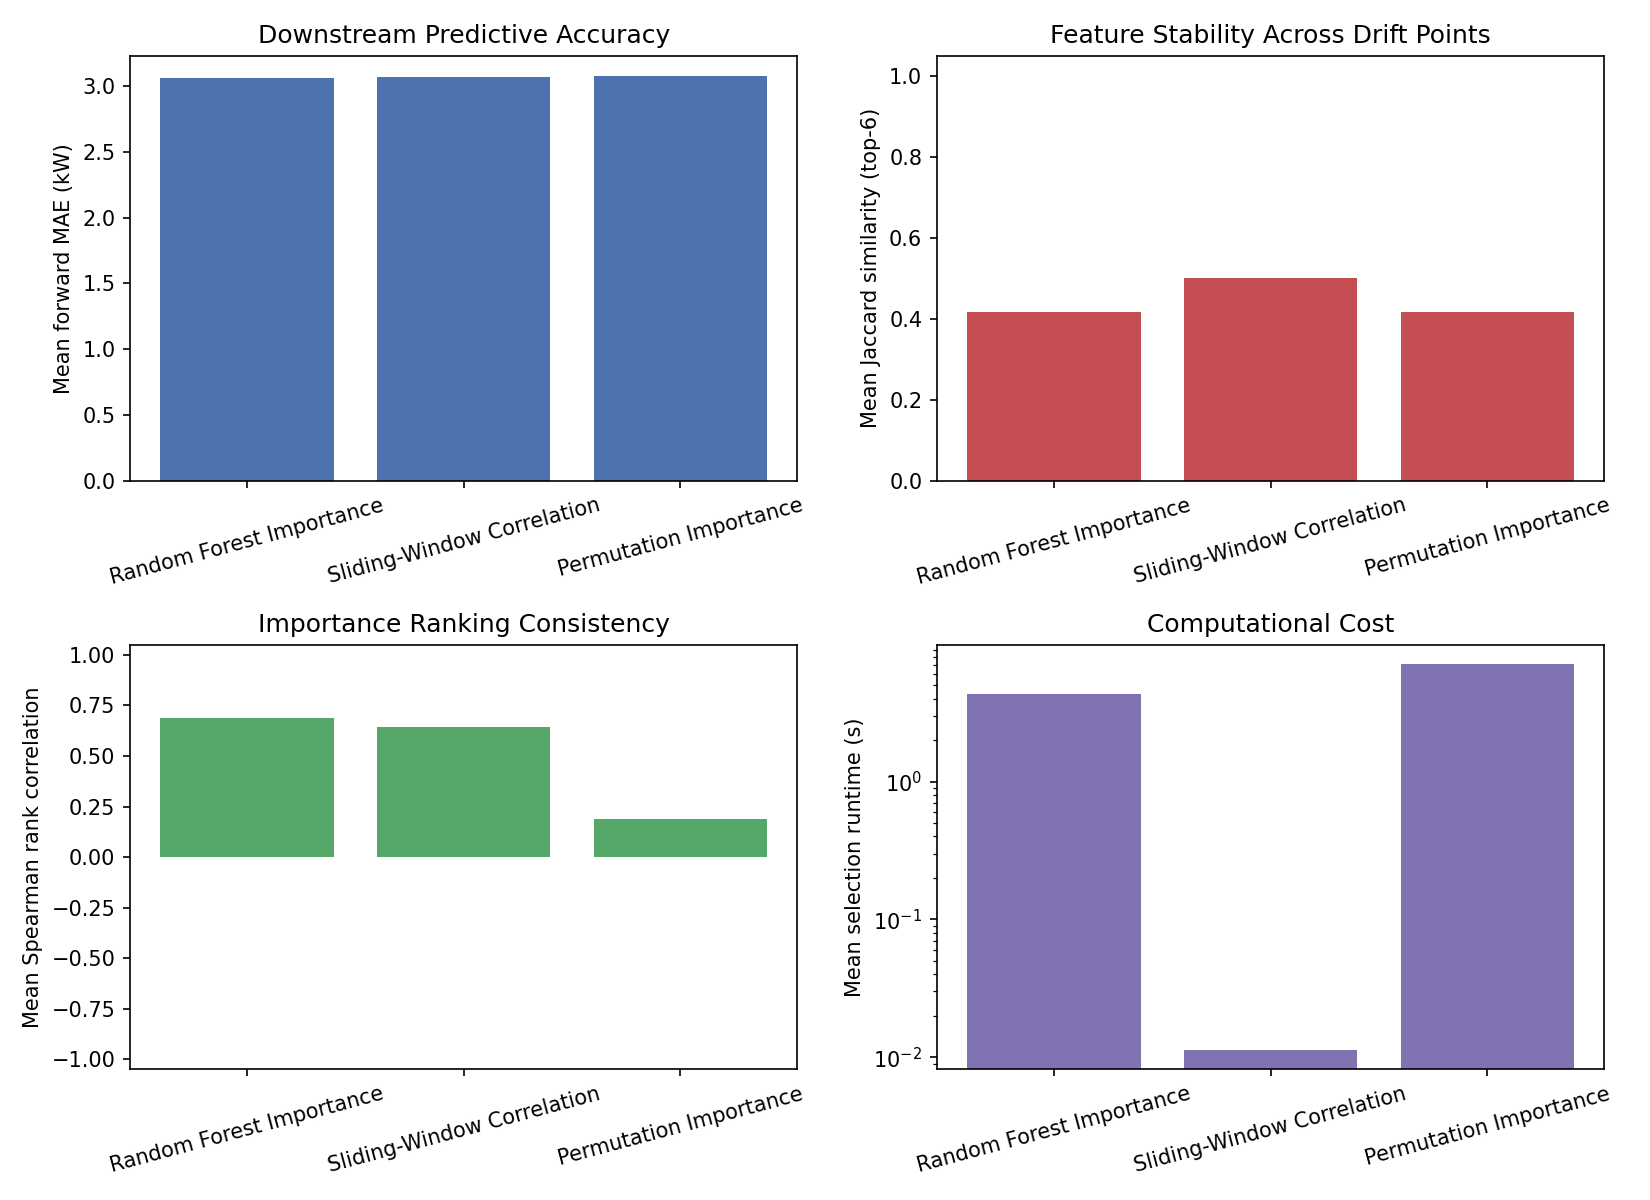 Downstream Predictive Accuracy
Mean forward MAE (kW)
3.0
2.5
2.0
1.5
1.0
0.5
0.0
Random Forest Importance
Sliding-Window Correlation
Permutation Importance
Feature Stability Across Drift Points
Mean Jaccard similarity (top-6)
1.0
0.8
0.6
0.4
0.2
0.0
Random Forest Importance
Sliding-Window Correlation
Permutation Importance
Importance Ranking Consistency
Mean Spearman rank correlation
1.00
0.75
0.50
0.25
0.00
−0.25
−0.50
−0.75
−1.00
Random Forest Importance
Sliding-Window Correlation
Permutation Importance
Computational Cost
Mean selection runtime (s)
10⁰
10⁻¹
10⁻²
Random Forest Importance
Sliding-Window Correlation
Permutation Importance